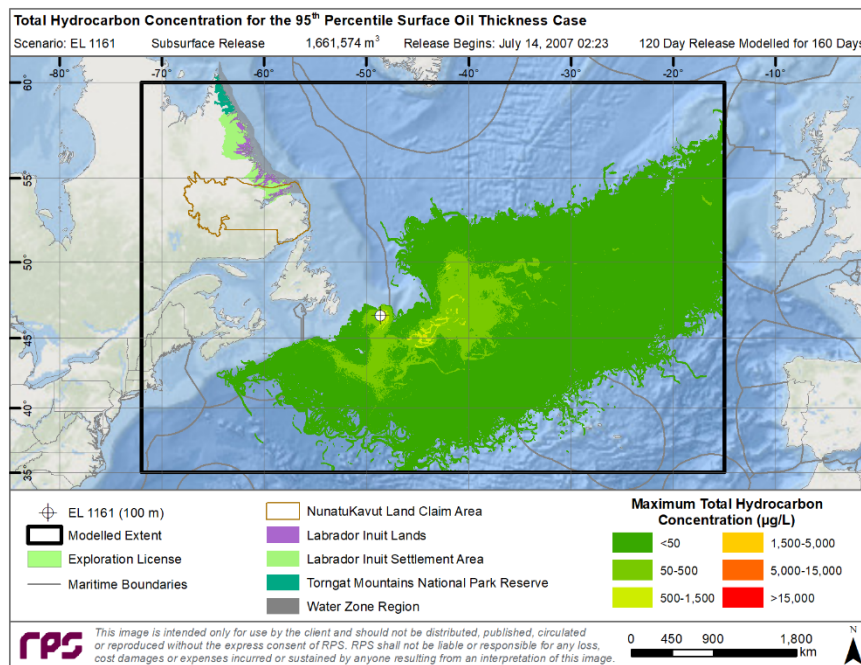 Total Hydrocarbon Concentration for the 95th Percentile Surface Oil Thickness Case
Scenario: EL 1161 Subsurface Release 1,661,574 m³ Release Begins: July 14, 2007 02:23 120 Day Release Modelled for 160 Days
-80° -70° -60° -50° -40° -30° -20° -10°
60°
55°
50°
45°
40°
35°
-60° -50° -40° -30° -20°
EL 1161 (100 m)
Modelled Extent
Exploration License
Maritime Boundaries
NunatuKavut Land Claim Area
Labrador Inuit Lands
Labrador Inuit Settlement Area
Torngat Mountains National Park Reserve
Water Zone Region
Maximum Total Hydrocarbon
Concentration (µg/L)
<50 1,500-5,000
50-500 5,000-15,000
500-1,500 >15,000
rps
This image is intended only for use by the client and should not be distributed, published, circulated
or reproduced without the express consent of RPS. RPS shall not be liable or responsible for any loss,
cost damages or expenses incurred or sustained by anyone resulting from an interpretation of this image.
0 450 900 1,800
km
N